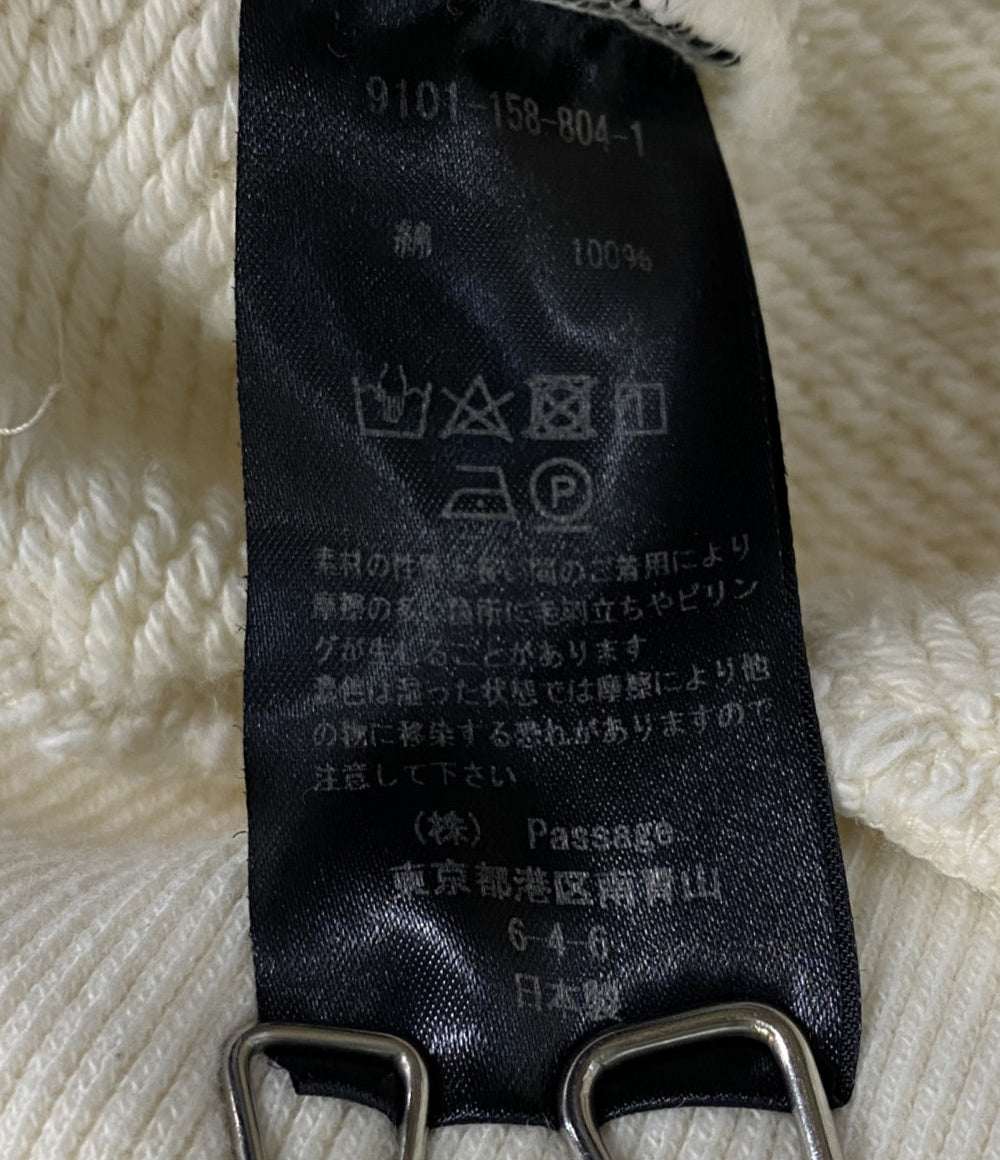 9101-158-804-1
綿 100%
P
素材の性質上長い間のご着用により
摩擦の多い箇所に毛羽立ちやピリン
グが生じることがあります
濃色は湿った状態では摩擦により他
の物に移染する恐れがありますので
注意して下さい
(株) Passage
東京都港区南青山
6-4-6
日本製